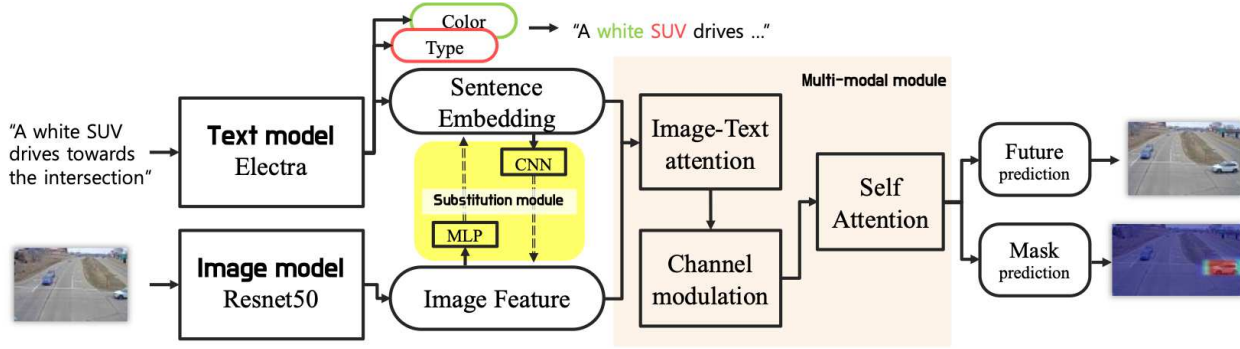 Color
Type
“A white SUV drives ...”
Multi-modal module
“A white SUV
drives towards
the intersection“
Text model
Electra
Sentence
Embedding
CNN
Substitution module
MLP
Image model
Resnet50
Image Feature
Image-Text
attention
Channel
modulation
Self
Attention
Future
prediction
Mask
prediction